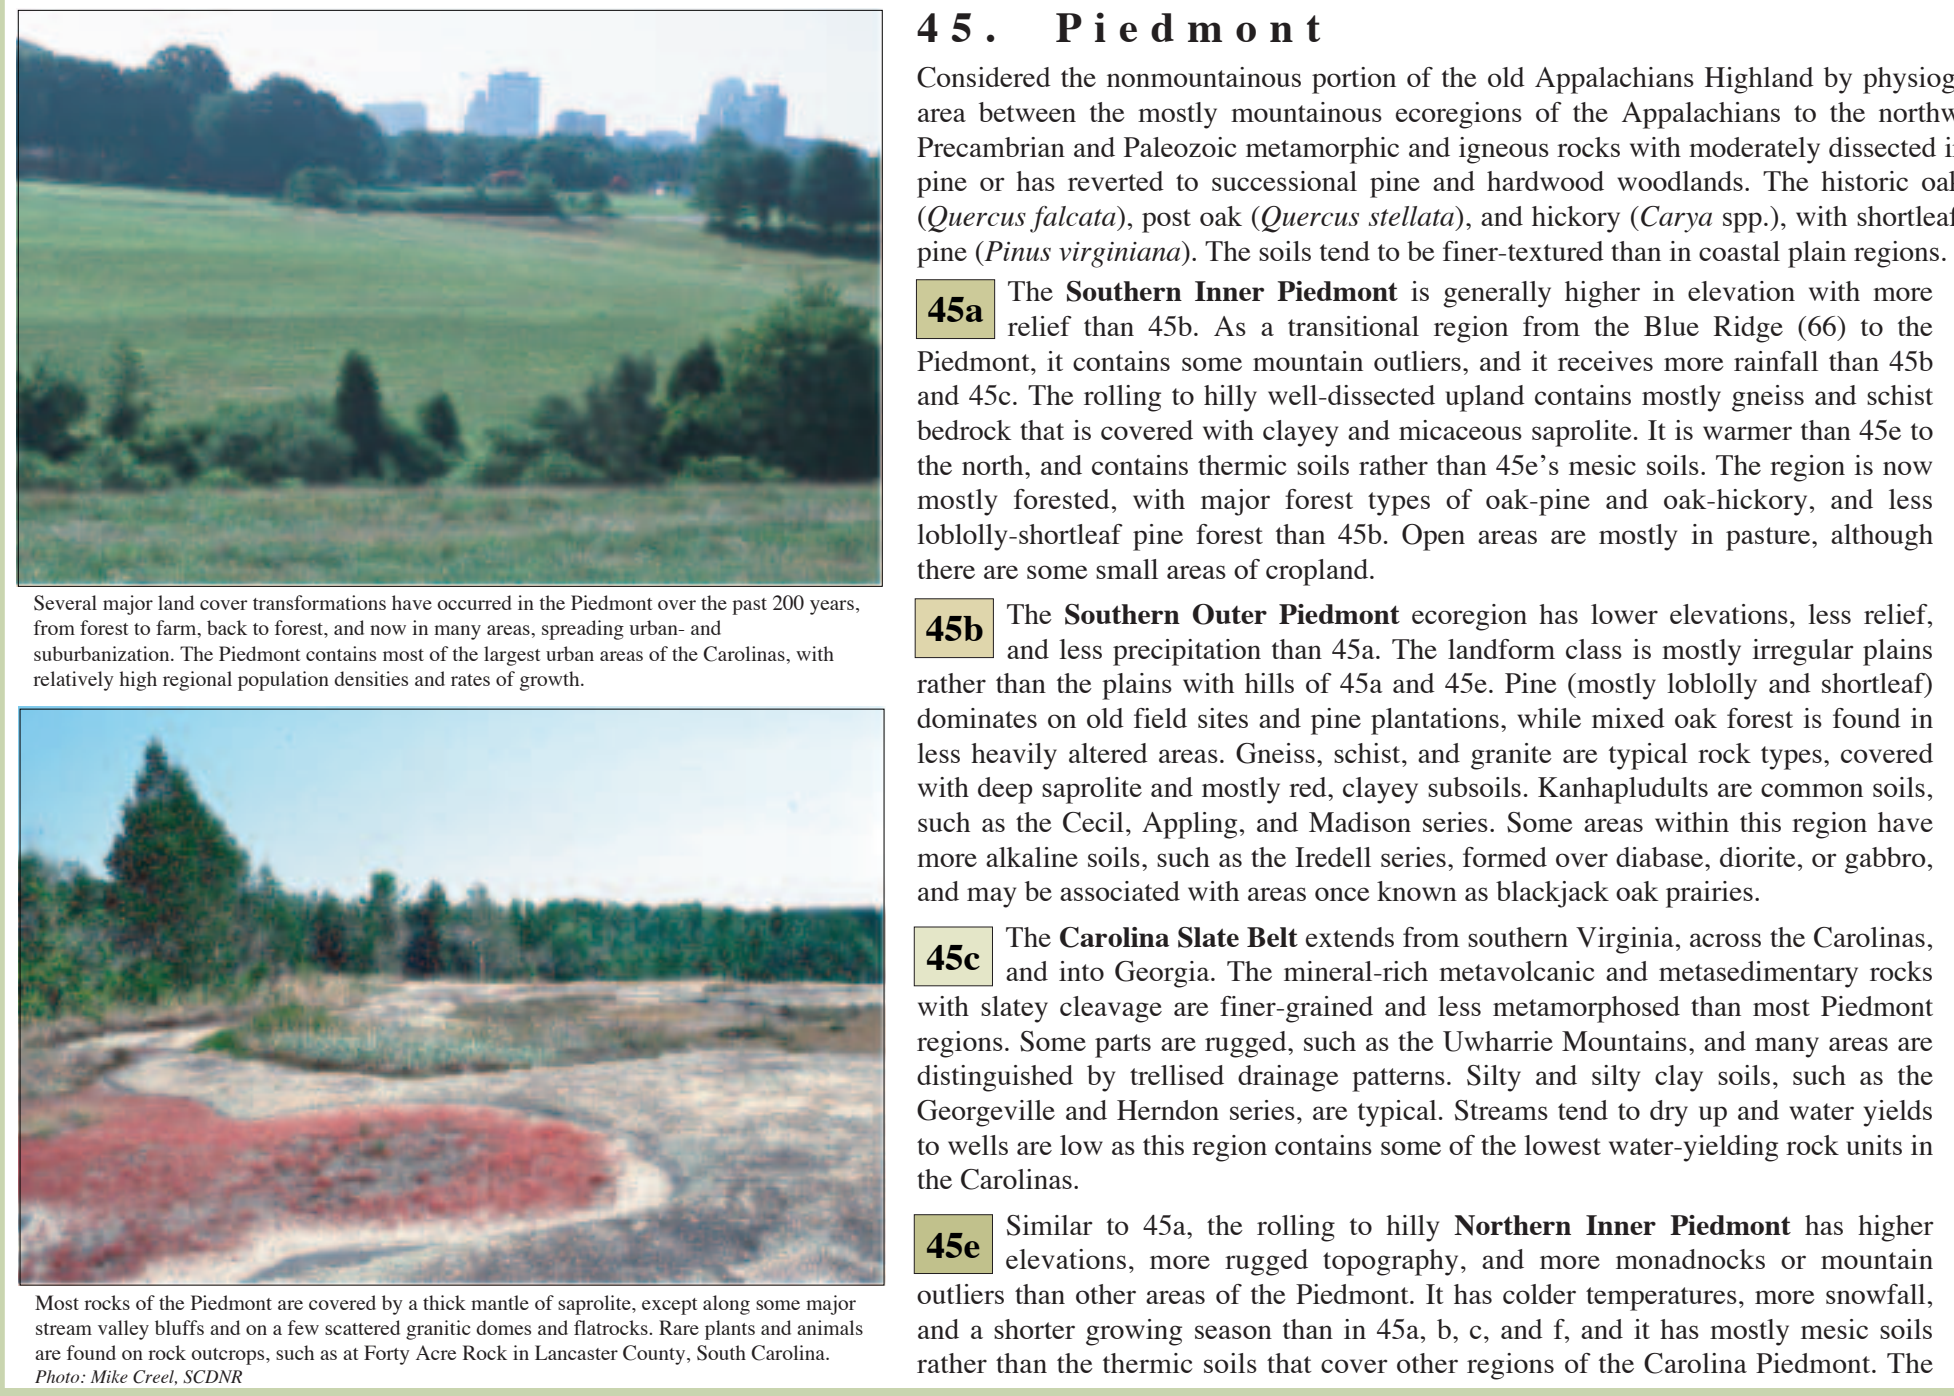 Several major land cover transformations have occurred in the Piedmont over the past 200 years,
from forest to farm, back to forest, and now in many areas, spreading urban- and
suburbanization. The Piedmont contains most of the largest urban areas of the Carolinas, with
relatively high regional population densities and rates of growth.
Most rocks of the Piedmont are covered by a thick mantle of saprolite, except along some major
stream valley bluffs and on a few scattered granitic domes and flatrocks. Rare plants and animals
are found on rock outcrops, such as at Forty Acre Rock in Lancaster County, South Carolina.
Photo: Mike Creel, SCDNR
45. Piedmont
Considered the nonmountainous portion of the old Appalachians Highland by physiog
area between the mostly mountainous ecoregions of the Appalachians to the northw
Precambrian and Paleozoic metamorphic and igneous rocks with moderately dissected i
pine or has reverted to successional pine and hardwood woodlands. The historic oa
(Quercus falcata), post oak (Quercus stellata), and hickory (Carya spp.), with shortleaf
pine (Pinus virginiana). The soils tend to be finer-textured than in coastal plain regions.
45a The Southern Inner Piedmont is generally higher in elevation with more
relief than 45b. As a transitional region from the Blue Ridge (66) to the
Piedmont, it contains some mountain outliers, and it receives more rainfall than 45b
and 45c. The rolling to hilly well-dissected upland contains mostly gneiss and schist
bedrock that is covered with clayey and micaceous saprolite. It is warmer than 45e to
the north, and contains thermic soils rather than 45e's mesic soils. The region is now
mostly forested, with major forest types of oak-pine and oak-hickory, and less
loblolly-shortleaf pine forest than 45b. Open areas are mostly in pasture, although
there are some small areas of cropland.
45b The Southern Outer Piedmont ecoregion has lower elevations, less relief,
and less precipitation than 45a. The landform class is mostly irregular plains
rather than the plains with hills of 45a and 45e. Pine (mostly loblolly and shortleaf)
dominates on old field sites and pine plantations, while mixed oak forest is found in
less heavily altered areas. Gneiss, schist, and granite are typical rock types, covered
with deep saprolite and mostly red, clayey subsoils. Kanhapludults are common soils,
such as the Cecil, Appling, and Madison series. Some areas within this region have
more alkaline soils, such as the Iredell series, formed over diabase, diorite, or gabbro,
and may be associated with areas once known as blackjack oak prairies.
45c The Carolina Slate Belt extends from southern Virginia, across the Carolinas,
and into Georgia. The mineral-rich metavolcanic and metasedimentary rocks
with slatey cleavage are finer-grained and less metamorphosed than most Piedmont
regions. Some parts are rugged, such as the Uwharrie Mountains, and many areas are
distinguished by trellised drainage patterns. Silty and silty clay soils, such as the
Georgeville and Herndon series, are typical. Streams tend to dry up and water yields
to wells are low as this region contains some of the lowest water-yielding rock units in
the Carolinas.
45e Similar to 45a, the rolling to hilly Northern Inner Piedmont has higher
elevations, more rugged topography, and more monadnocks or mountain
outliers than other areas of the Piedmont. It has colder temperatures, more snowfall,
and a shorter growing season than in 45a, b, c, and f, and it has mostly mesic soils
rather than the thermic soils that cover other regions of the Carolina Piedmont. The